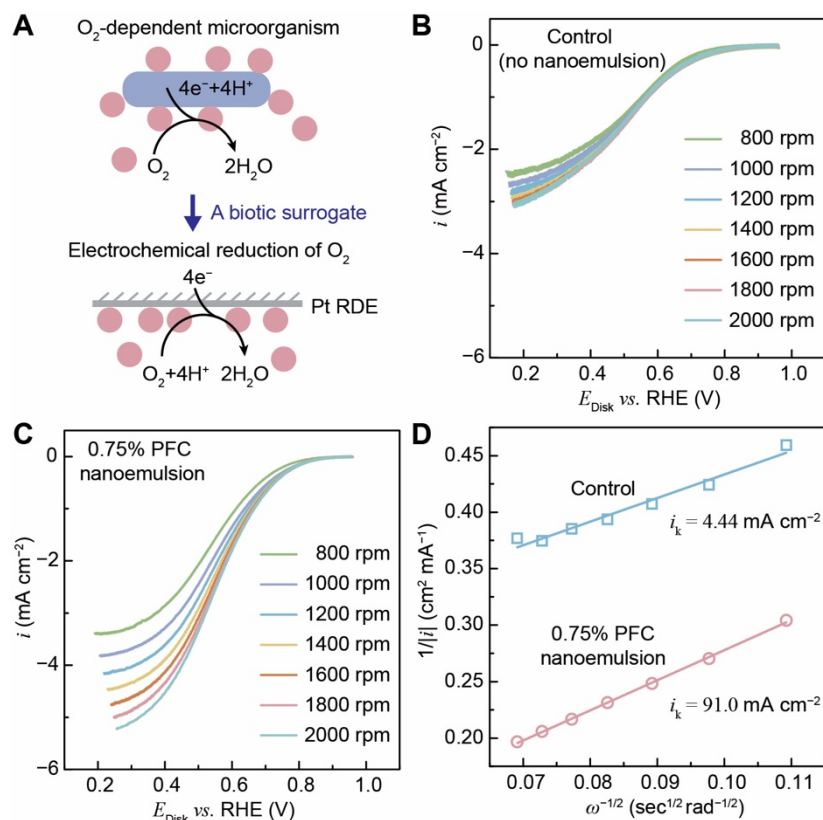 A
O₂-dependent microorganism
4e⁻+4H⁺
O₂
2H₂O
A biotic surrogate
Electrochemical reduction of O₂
4e⁻
Pt RDE
O₂+4H⁺
2H₂O
B
Control
(no nanoemulsion)
800 rpm
1000 rpm
1200 rpm
1400 rpm
1600 rpm
1800 rpm
2000 rpm
0
−2
−4
−6
i (mA cm⁻²)
0.2
0.4
0.6
0.8
1.0
E_Disk vs. RHE (V)
C
0.75% PFC
nanoemulsion
800 rpm
1000 rpm
1200 rpm
1400 rpm
1600 rpm
1800 rpm
2000 rpm
0
−2
−4
−6
i (mA cm⁻²)
0.2
0.4
0.6
0.8
1.0
E_Disk vs. RHE (V)
D
Control
i_k = 4.44 mA cm⁻²
0.75% PFC
nanoemulsion
i_k = 91.0 mA cm⁻²
0.45
0.40
0.35
0.30
0.25
0.20
1/|i| (cm² mA⁻¹)
0.07
0.08
0.09
0.10
0.11
ω⁻¹/² (sec¹/² rad⁻¹/²)